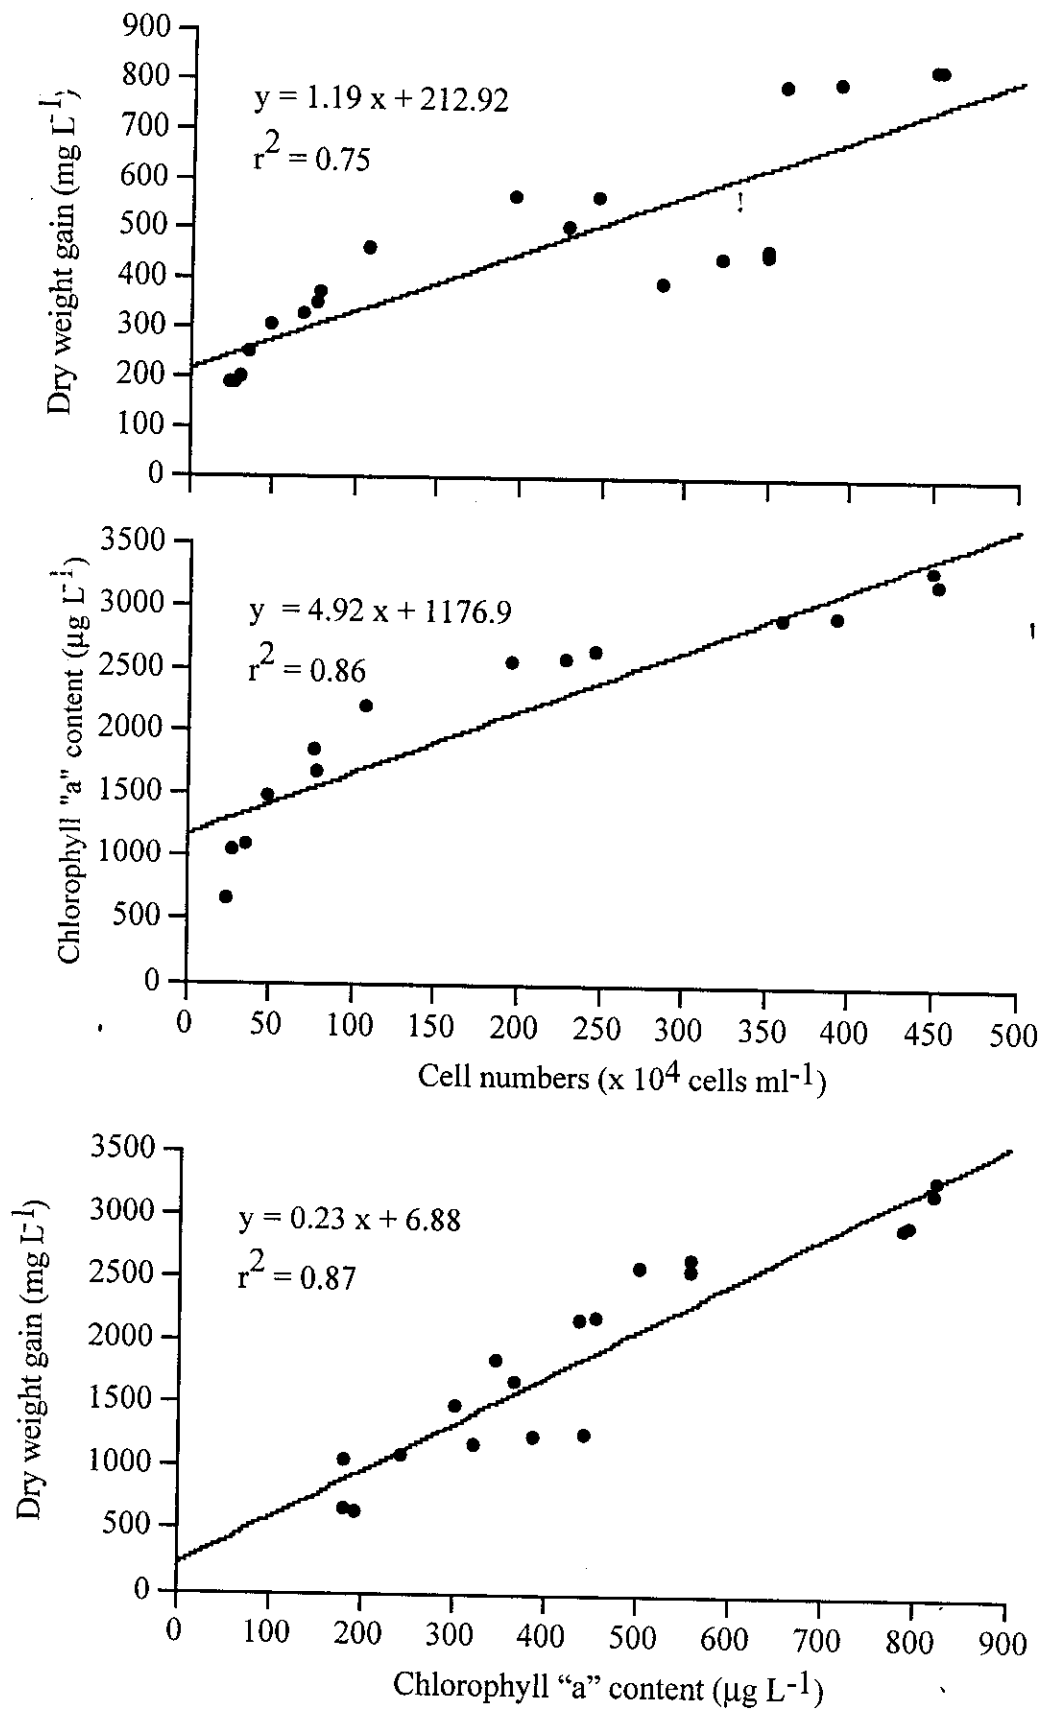 900
800
700
600
500
400
300
200
100
0
Dry weight gain (mg L-1)
y = 1.19 x + 212.92
r2 = 0.75
3500
3000
2500
2000
1500
1000
500
0
Chlorophyll "a" content (µg L-1)
y = 4.92 x + 1176.9
r2 = 0.86
0 50 100 150 200 250 300 350 400 450 500
Cell numbers (x 104 cells ml-1)
3500
3000
2500
2000
1500
1000
500
0
Dry weight gain (mg L-1)
y = 0.23 x + 6.88
r2 = 0.87
0 100 200 300 400 500 600 700 800 900
Chlorophyll “a” content (µg L-1)